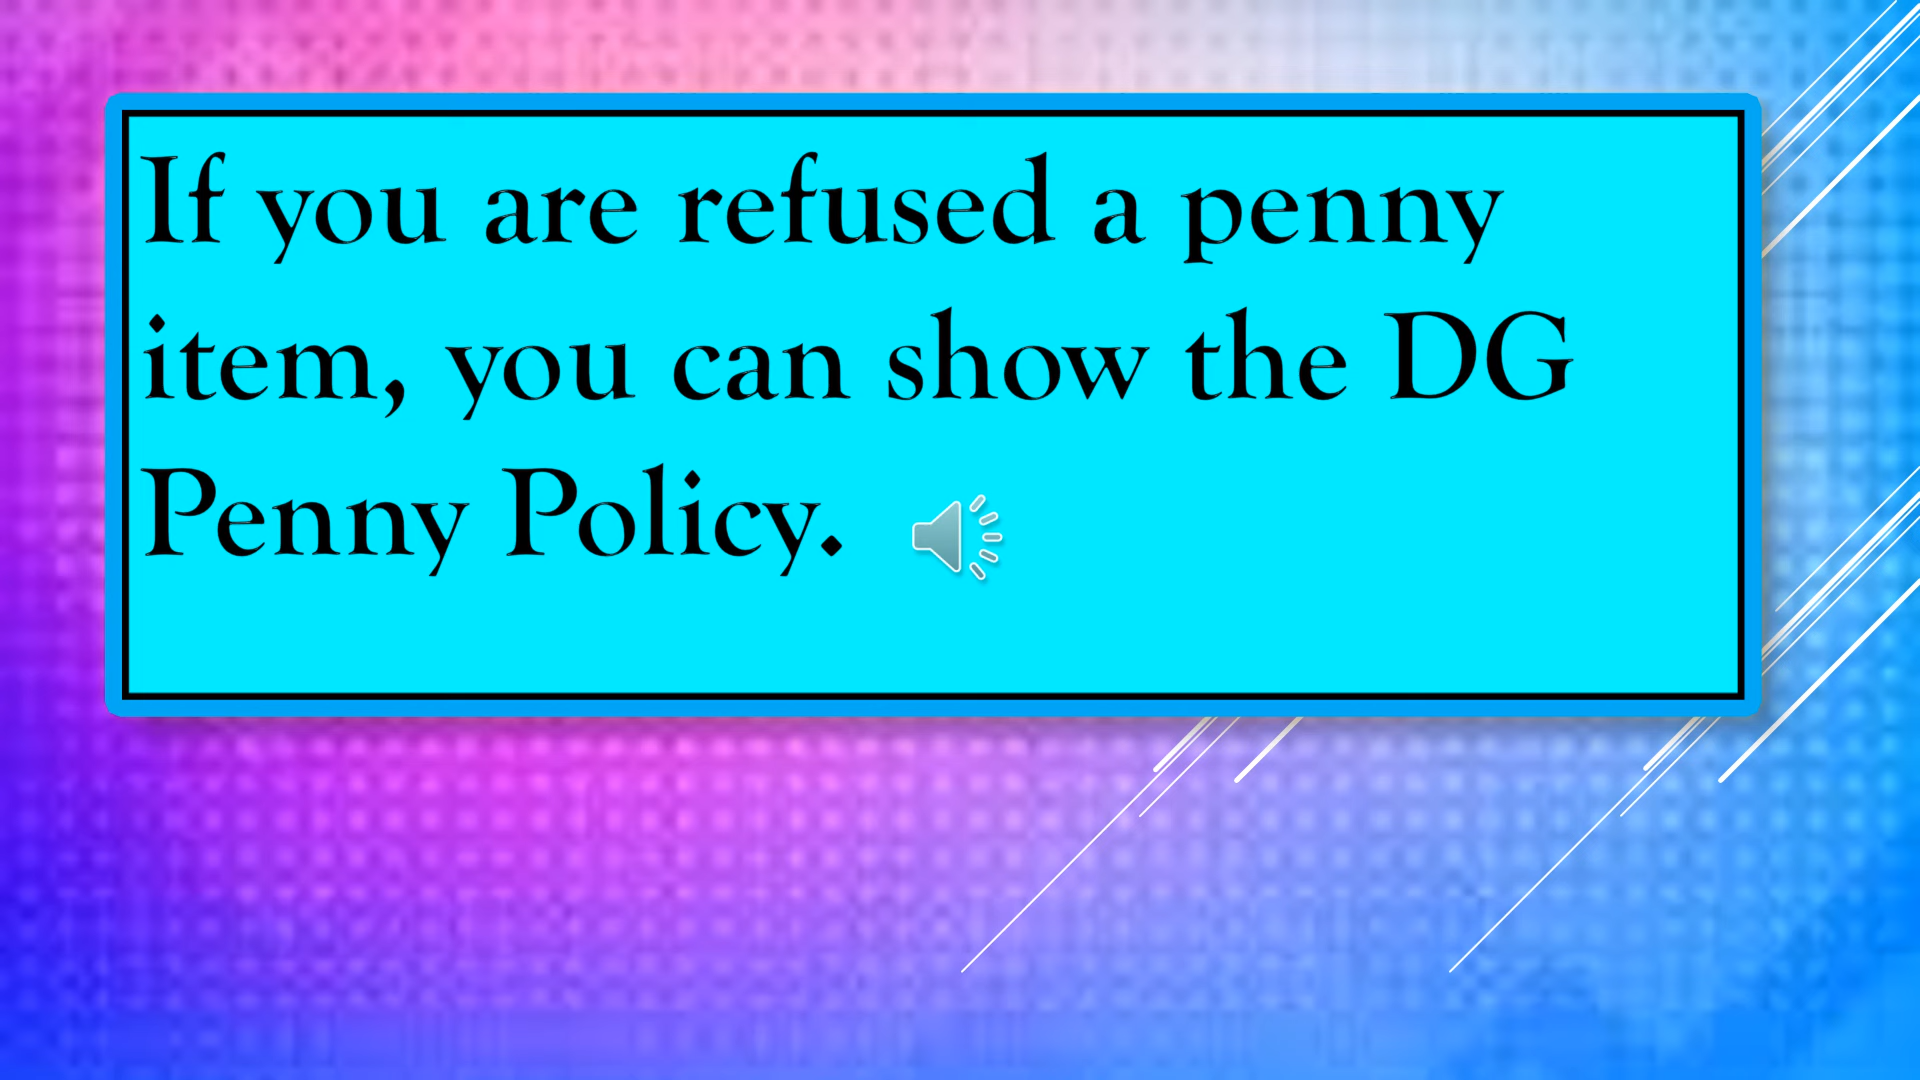 If you are refused a penny
item, you can show the DG
Penny Policy.